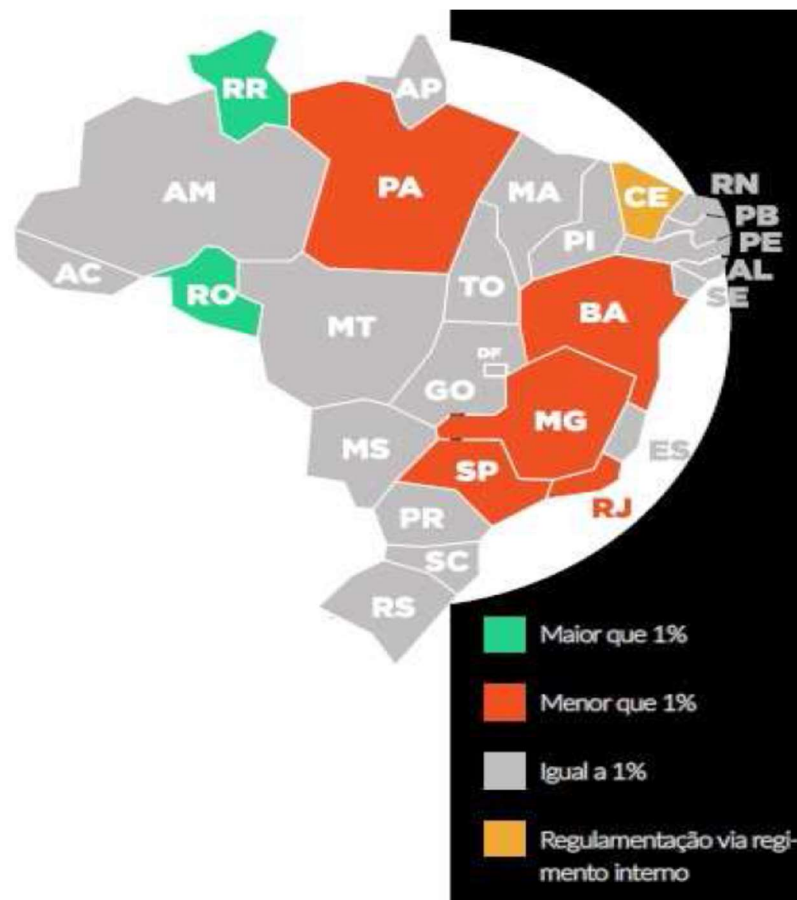 RR
AP
AM
PA
MA
CE
RN
PB
PI
PE
AC
AL
TO
RO
SE
BA
MT
DF
GO
MG
MS
ES
SP
RJ
PR
SC
RS
Maior que 1%
Menor que 1%
Igual a 1%
Regulamentação via regi-
mento interno